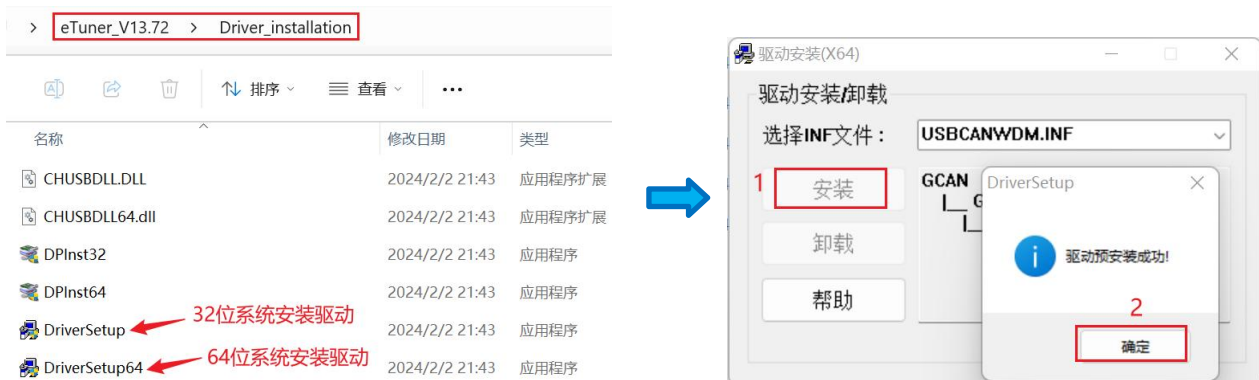 > eTuner_V13.72 > Driver_installation
排序 查看 ...
名称 修改日期 类型
CHUSBDLL.DLL 2024/2/2 21:43 应用程序扩展
CHUSBDLL64.dll 2024/2/2 21:43 应用程序扩展
DPInst32 2024/2/2 21:43 应用程序
DPInst64 2024/2/2 21:43 应用程序
DriverSetup 32位系统安装驱动 2024/2/2 21:43 应用程序
DriverSetup64 64位系统安装驱动 2024/2/2 21:43 应用程序
驱动安装(X64)
驱动安装/卸载
选择INF文件: USBCANWDM.INF
1 安装
卸载
帮助
GCAN
|__ G
|_
DriverSetup
驱动预安装成功!
2
确定